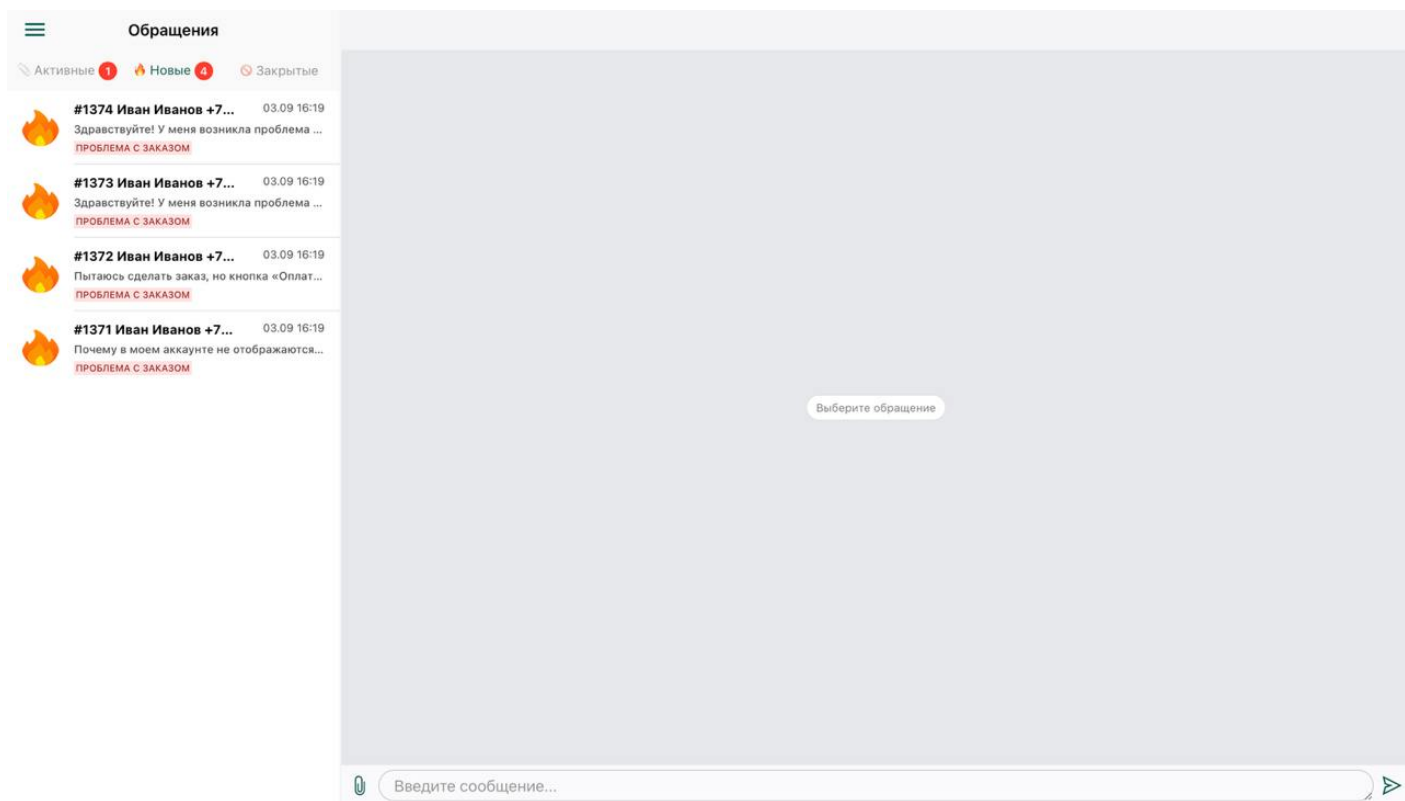 Обращения
Активные 1 Новые 4 Закрытые
#1374 Иван Иванов +7... 03.09 16:19
Здравствуйте! У меня возникла проблема ...
ПРОБЛЕМА С ЗАКАЗОМ
#1373 Иван Иванов +7... 03.09 16:19
Здравствуйте! У меня возникла проблема ...
ПРОБЛЕМА С ЗАКАЗОМ
#1372 Иван Иванов +7... 03.09 16:19
Пытаюсь сделать заказ, но кнопка «Оплат...
ПРОБЛЕМА С ЗАКАЗОМ
#1371 Иван Иванов +7... 03.09 16:19
Почему в моем аккаунте не отображаются...
ПРОБЛЕМА С ЗАКАЗОМ
Выберите обращение
Введите сообщение...